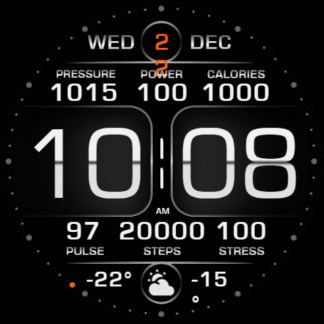 WED 22 DEC
PRESSURE POWER CALORIES
1015 100 1000
10:08
AM
97 20000 100
PULSE STEPS STRESS
-22° -15°